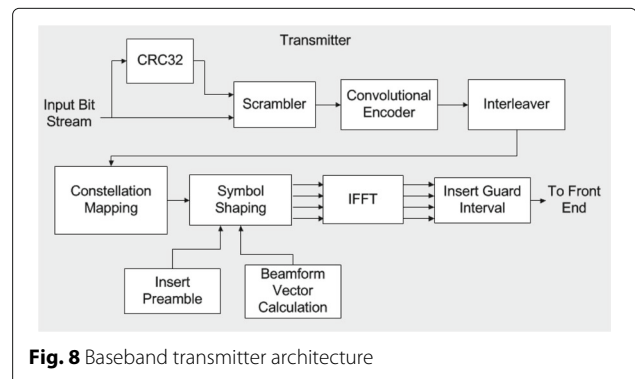 Transmitter
CRC32
Input Bit
Stream
Scrambler
Convolutional
Encoder
Interleaver
Constellation
Mapping
Symbol
Shaping
IFFT
Insert Guard
Interval
To Front
End
Insert
Preamble
Beamform
Vector
Calculation
Fig. 8 Baseband transmitter architecture